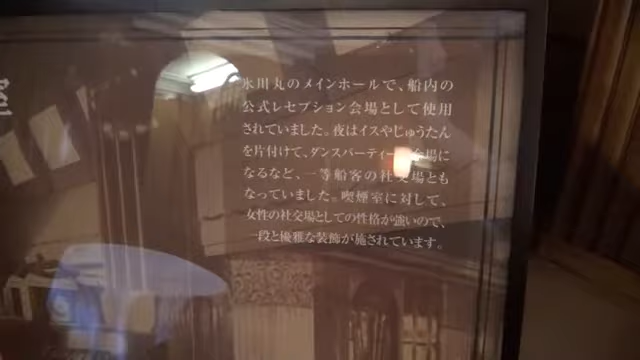 室
氷川丸のメインホールで、船内の
公式レセプション会場として使用
されていました。夜はイスやじゅうたん
を片付けて、ダンスパーティー会場に
なるなど、一等船客の社交場とも
なっていました。喫煙室に対して、
女性の社交場としての性格が強いので、
一段と優雅な装飾が施されています。